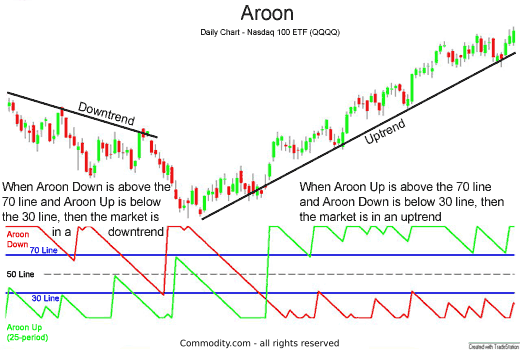 Aroon
Daily Chart - Nasdaq 100 ETF (QQQQ)
Downtrend
Uptrend
When Aroon Down is above the
70 line and Aroon Up is below
the 30 line, then the market is
in a downtrend
When Aroon Up is above the 70 line
and Aroon Down is below 30 line, then
the market is in an uptrend
Aroon
Down
70 Line
50 Line
30 Line
Aroon Up
(25-period)
Commodity.com - all rights reserved
Created with TradeStation